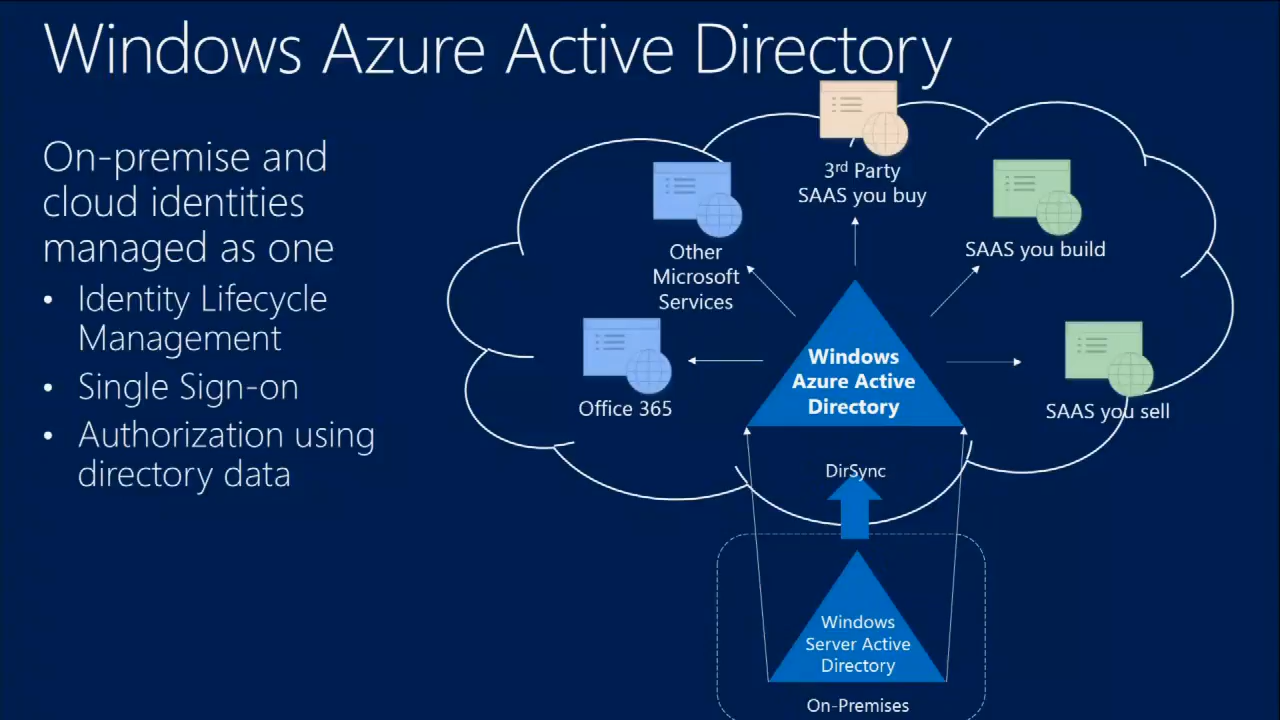 Windows Azure Active Directory
On-premise and
cloud identities
managed as one
• Identity Lifecycle
Management
• Single Sign-on
• Authorization using
directory data
3rd Party
SAAS you buy
Other
Microsoft
Services
SAAS you build
Office 365
Windows
Azure Active
Directory
SAAS you sell
DirSync
Windows
Server Active
Directory
On-Premises